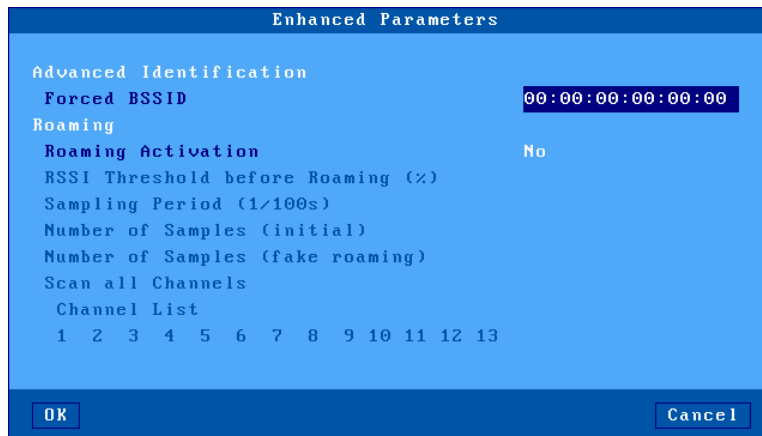 Enhanced Parameters
Advanced Identification
Forced BSSID 00:00:00:00:00:00
Roaming
Roaming Activation No
RSSI Threshold before Roaming (%)
Sampling Period (1/100s)
Number of Samples (initial)
Number of Samples (fake roaming)
Scan all Channels
Channel List
1 2 3 4 5 6 7 8 9 10 11 12 13
OK Cancel